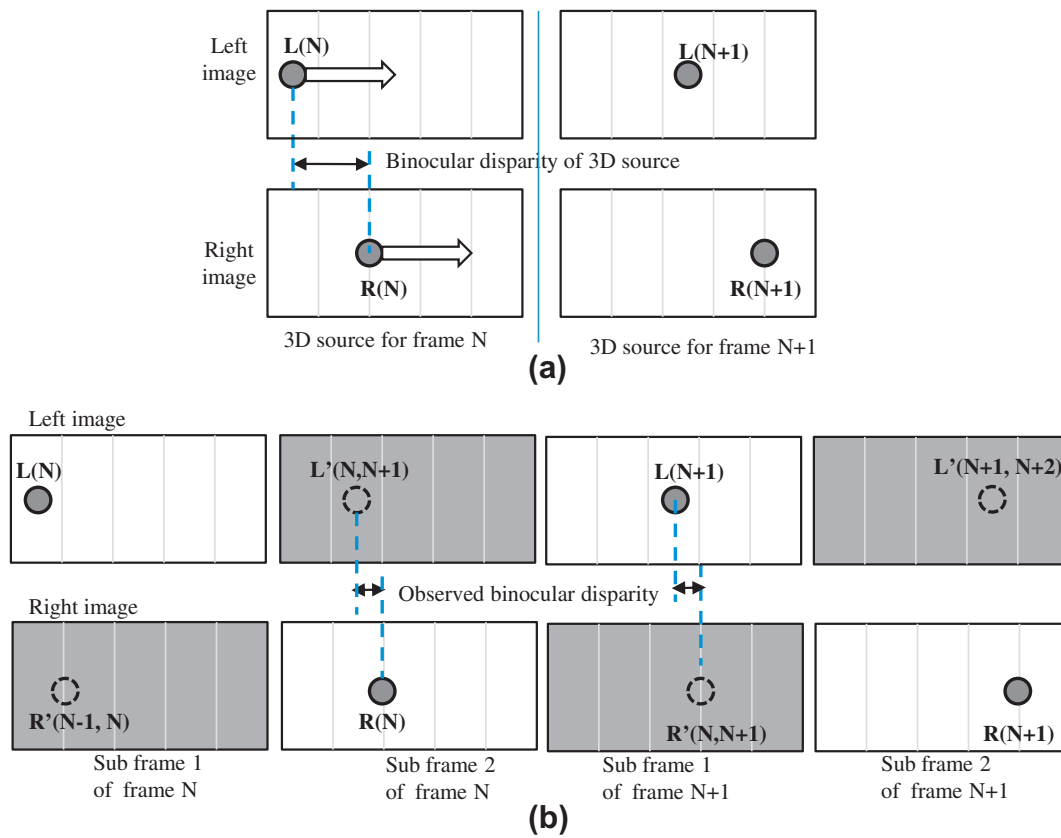 Left
image
L(N)
L(N+1)
Binocular disparity of 3D source
Right
image
R(N)
R(N+1)
3D source for frame N
3D source for frame N+1
(a)
Left image
L(N)
L’(N,N+1)
L(N+1)
L’(N+1, N+2)
Observed binocular disparity
Right image
R’(N-1, N)
R(N)
R’(N,N+1)
R(N+1)
Sub frame 1
of frame N
Sub frame 2
of frame N
Sub frame 1
of frame N+1
Sub frame 2
of frame N+1
(b)